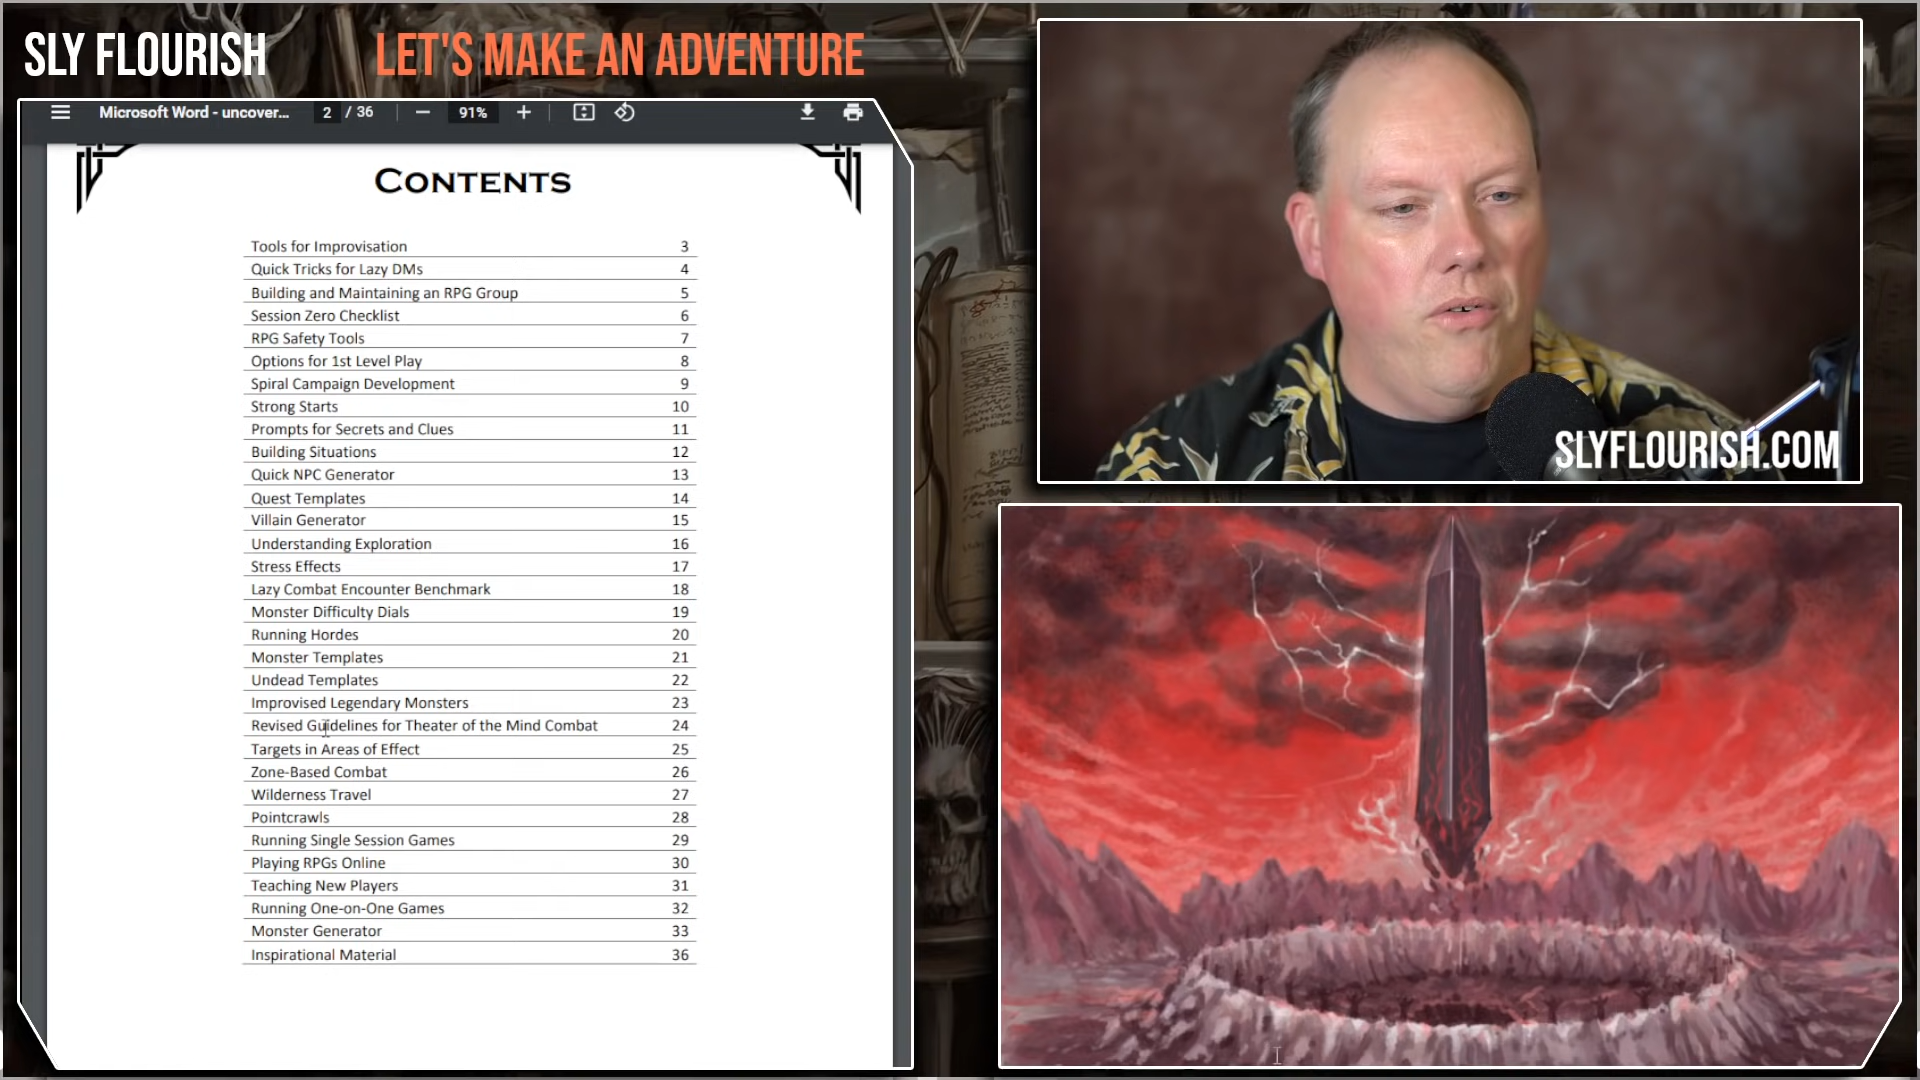 SLY FLOURISH
LET'S MAKE AN ADVENTURE
Microsoft Word - uncover...
2 / 36
91%
CONTENTS
Tools for Improvisation 3
Quick Tricks for Lazy DMs 4
Building and Maintaining an RPG Group 5
Session Zero Checklist 6
RPG Safety Tools 7
Options for 1st Level Play 8
Spiral Campaign Development 9
Strong Starts 10
Prompts for Secrets and Clues 11
Building Situations 12
Quick NPC Generator 13
Quest Templates 14
Villain Generator 15
Understanding Exploration 16
Stress Effects 17
Lazy Combat Encounter Benchmark 18
Monster Difficulty Dials 19
Running Hordes 20
Monster Templates 21
Undead Templates 22
Improvised Legendary Monsters 23
Revised Guidelines for Theater of the Mind Combat 24
Targets in Areas of Effect 25
Zone-Based Combat 26
Wilderness Travel 27
Pointcrawls 28
Running Single Session Games 29
Playing RPGs Online 30
Teaching New Players 31
Running One-on-One Games 32
Monster Generator 33
Inspirational Material 36
SLYFLOURISH.COM